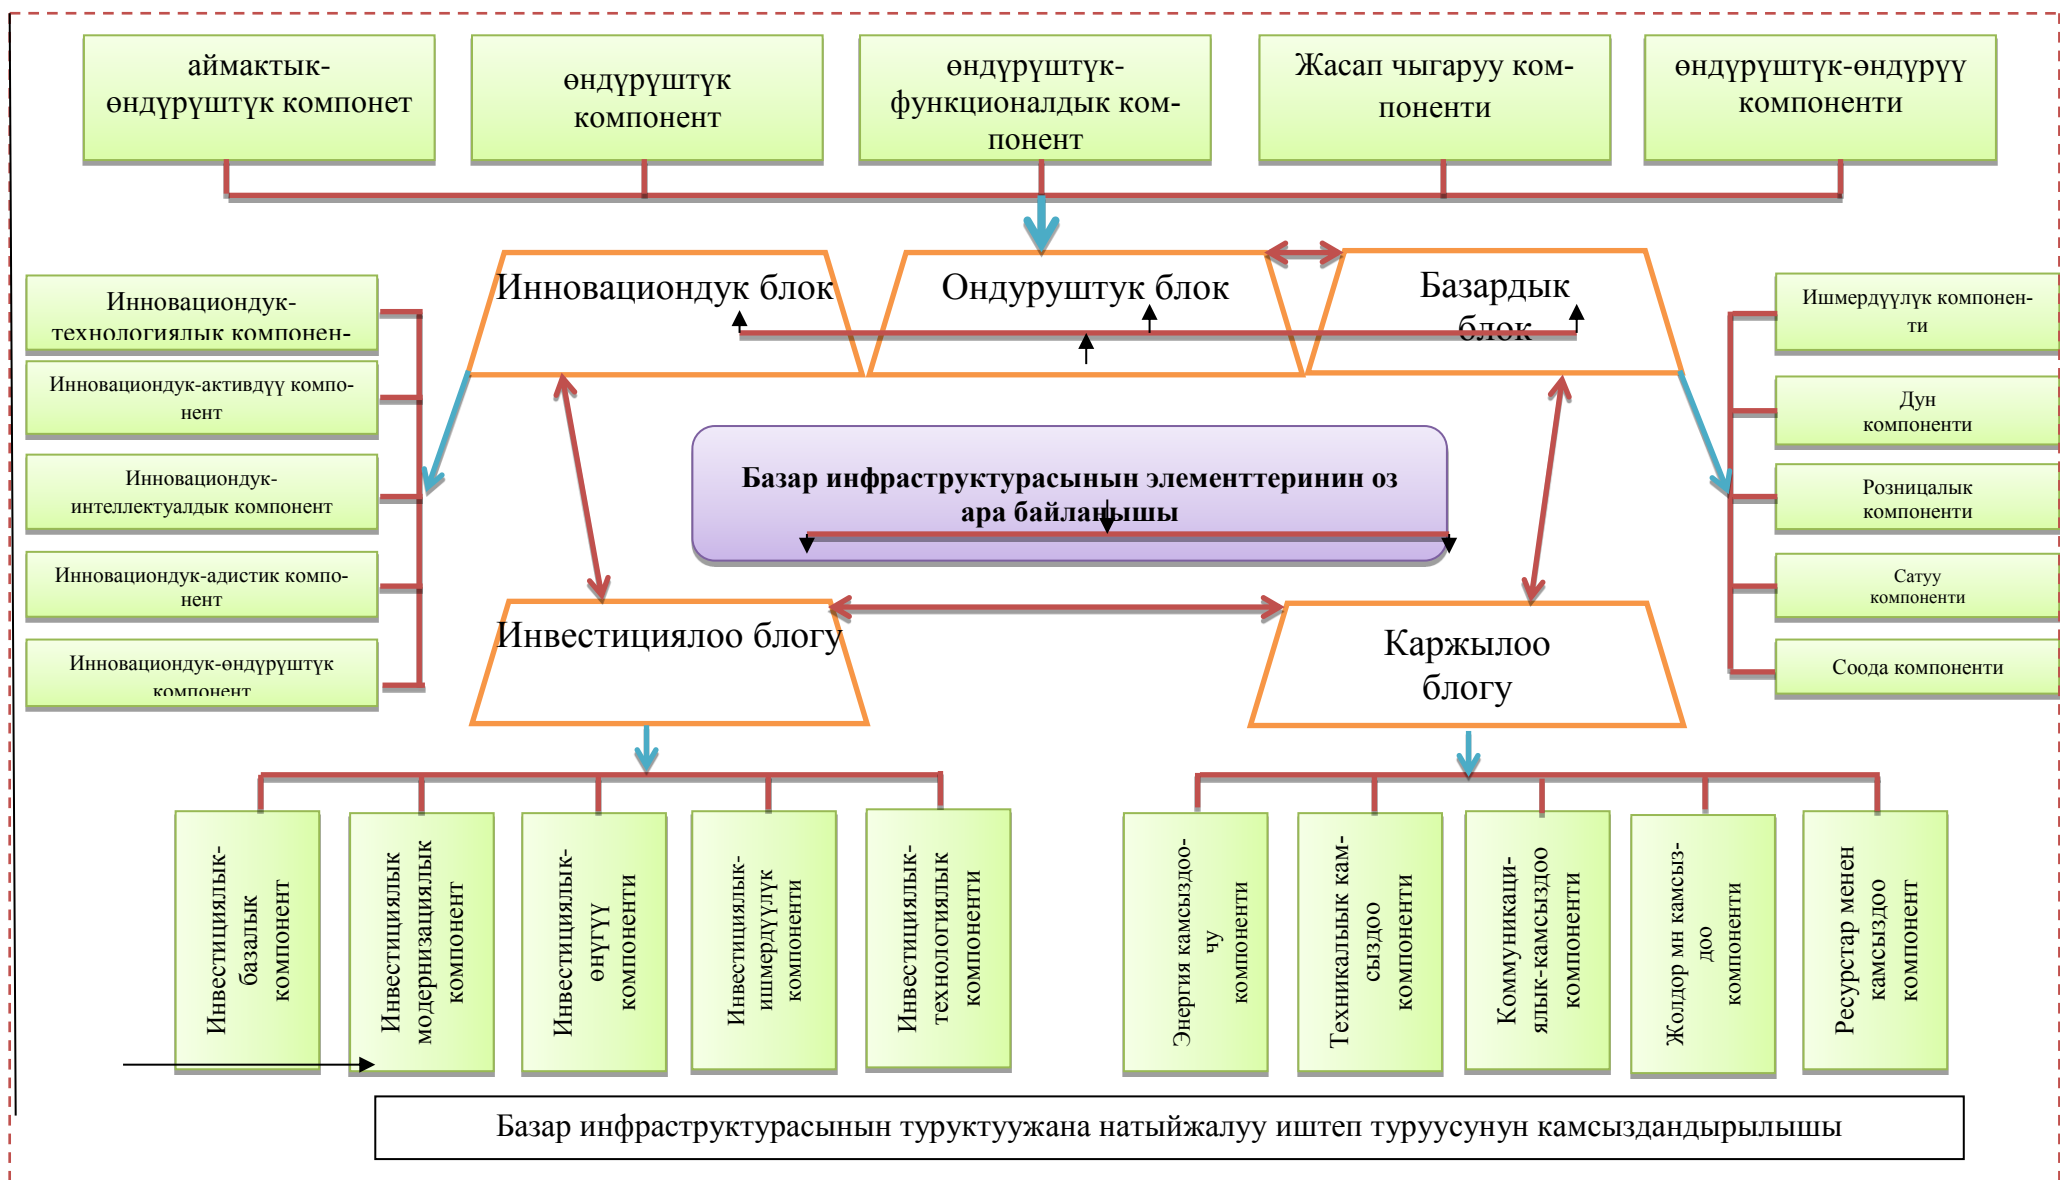 аймактык-
өндүрүштүк компонет
өндүрүштүк
компонент
өндүрүштүк-
функционалдык ком-
понент
Жасап чыгаруу ком-
поненти
өндүрүштүк-өндүрүү
компоненти
Инновациондук блок
Ондуруштук блок
Базардык
блок
Инновациондук-
технологиялык компонен-
Инновациондук-активдүү компо-
нент
Инновациондук-
интеллектуалдык компонент
Инновациондук-адистик компо-
нент
Инновациондук-өндүрүштүк
компонент
Базар инфраструктурасынын элементтеринин оз
ара байланышы
Ишмердүүлүк компонен-
ти
Дун
компоненти
Розницалык
компоненти
Сатуу
компоненти
Соода компоненти
Инвестициялоо блогу
Каржылоо
блогу
Инвестициялык-
базалык
компонент
Инвестициялык
модернизациялык
компонент
Инвестициялык-
өнүгүү
компоненти
Инвестициялык-
ишмердүүлүк
компоненти
Инвестициялык-
технологиялык
компоненти
Энергия камсыздоо-
чу
компоненти
Техникалык кам-
сыздоо
компоненти
Коммуникаци-
ялык-камсыздоо
компоненти
Жолдор мн камсыз-
доо
компоненти
Ресурстар менен
камсыздоо
компонент
Базар инфраструктурасынын туруктуужана натыйжалуу иштеп туруусунун камсыздандырылышы